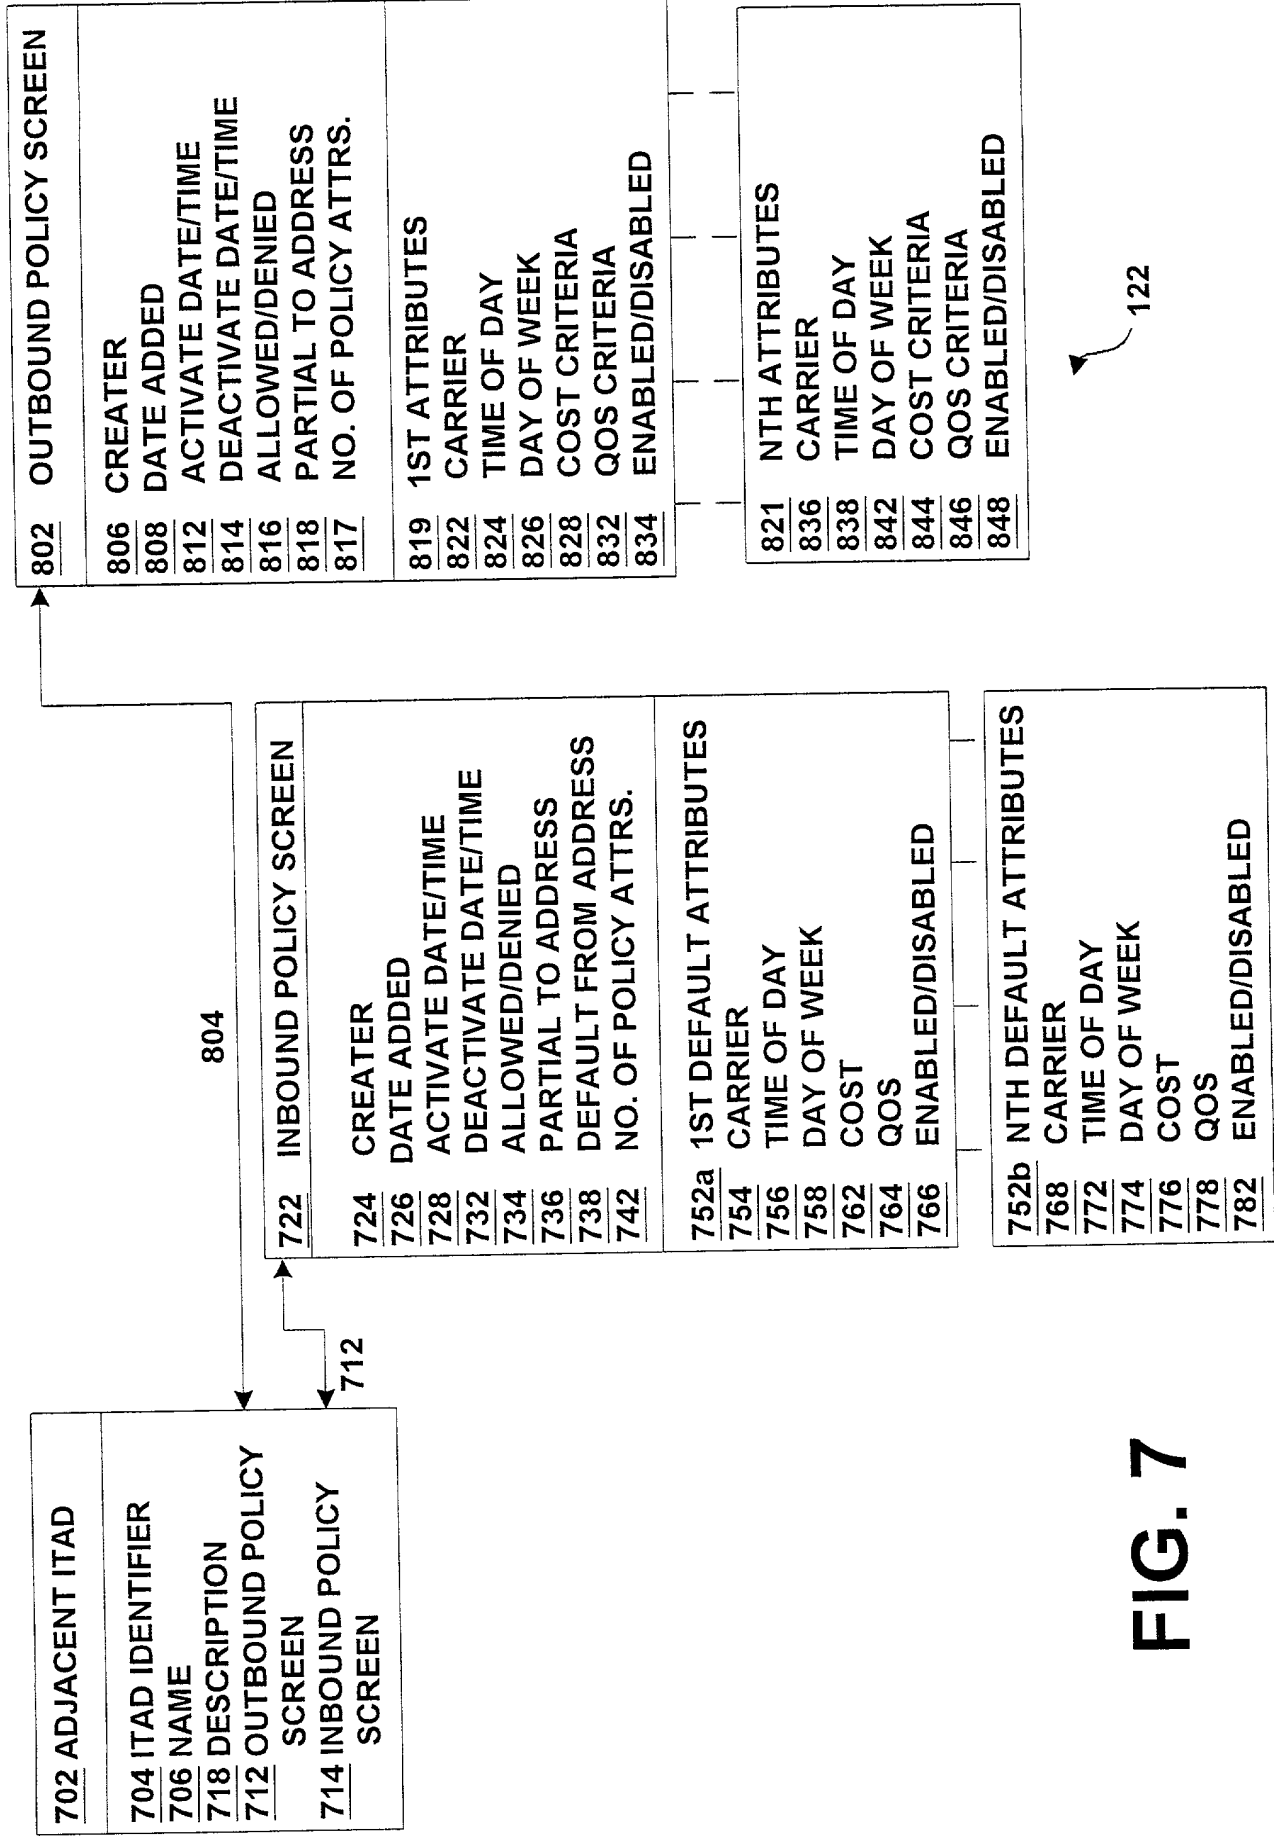 702 ADJACENT ITAD
704 ITAD IDENTIFIER
706 NAME
718 DESCRIPTION
712 OUTBOUND POLICY
SCREEN
714 INBOUND POLICY
SCREEN
712
804
722 INBOUND POLICY SCREEN
724 CREATER
726 DATE ADDED
728 ACTIVATE DATE/TIME
732 DEACTIVATE DATE/TIME
734 ALLOWED/DENIED
736 PARTIAL TO ADDRESS
738 DEFAULT FROM ADDRESS
742 NO. OF POLICY ATTRS.
752a 1ST DEFAULT ATTRIBUTES
754 CARRIER
756 TIME OF DAY
758 DAY OF WEEK
762 COST
764 QOS
766 ENABLED/DISABLED
752b NTH DEFAULT ATTRIBUTES
768 CARRIER
772 TIME OF DAY
774 DAY OF WEEK
776 COST
778 QOS
782 ENABLED/DISABLED
802 OUTBOUND POLICY SCREEN
806 CREATER
808 DATE ADDED
812 ACTIVATE DATE/TIME
814 DEACTIVATE DATE/TIME
816 ALLOWED/DENIED
818 PARTIAL TO ADDRESS
817 NO. OF POLICY ATTRS.
819 1ST ATTRIBUTES
822 CARRIER
824 TIME OF DAY
826 DAY OF WEEK
828 COST CRITERIA
832 QOS CRITERIA
834 ENABLED/DISABLED
821 NTH ATTRIBUTES
836 CARRIER
838 TIME OF DAY
842 DAY OF WEEK
844 COST CRITERIA
846 QOS CRITERIA
848 ENABLED/DISABLED
122
FIG. 7